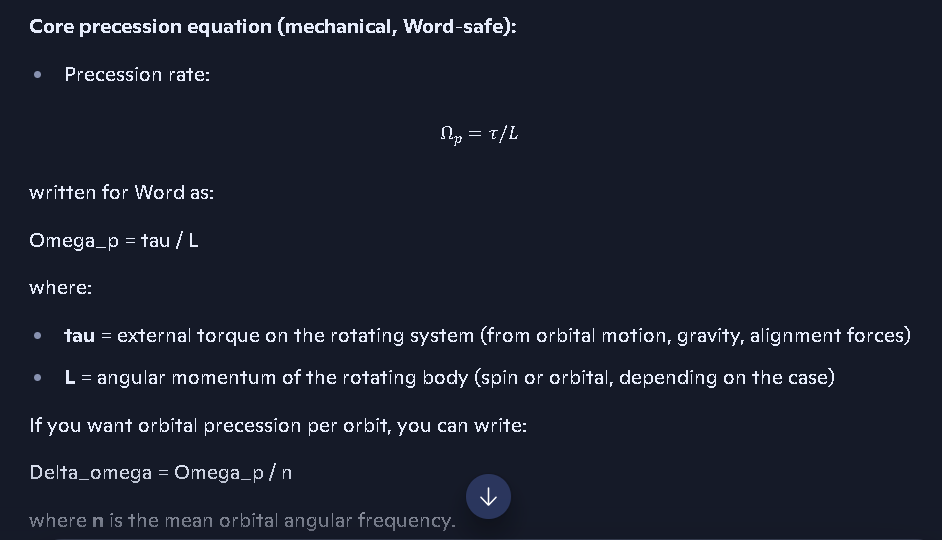 Core precession equation (mechanical, Word-safe):
• Precession rate:
Ωₚ = τ/L
written for Word as:
Omega_p = tau / L
where:
• tau = external torque on the rotating system (from orbital motion, gravity, alignment forces)
• L = angular momentum of the rotating body (spin or orbital, depending on the case)
If you want orbital precession per orbit, you can write:
Delta_omega = Omega_p / n
where n is the mean orbital angular frequency.